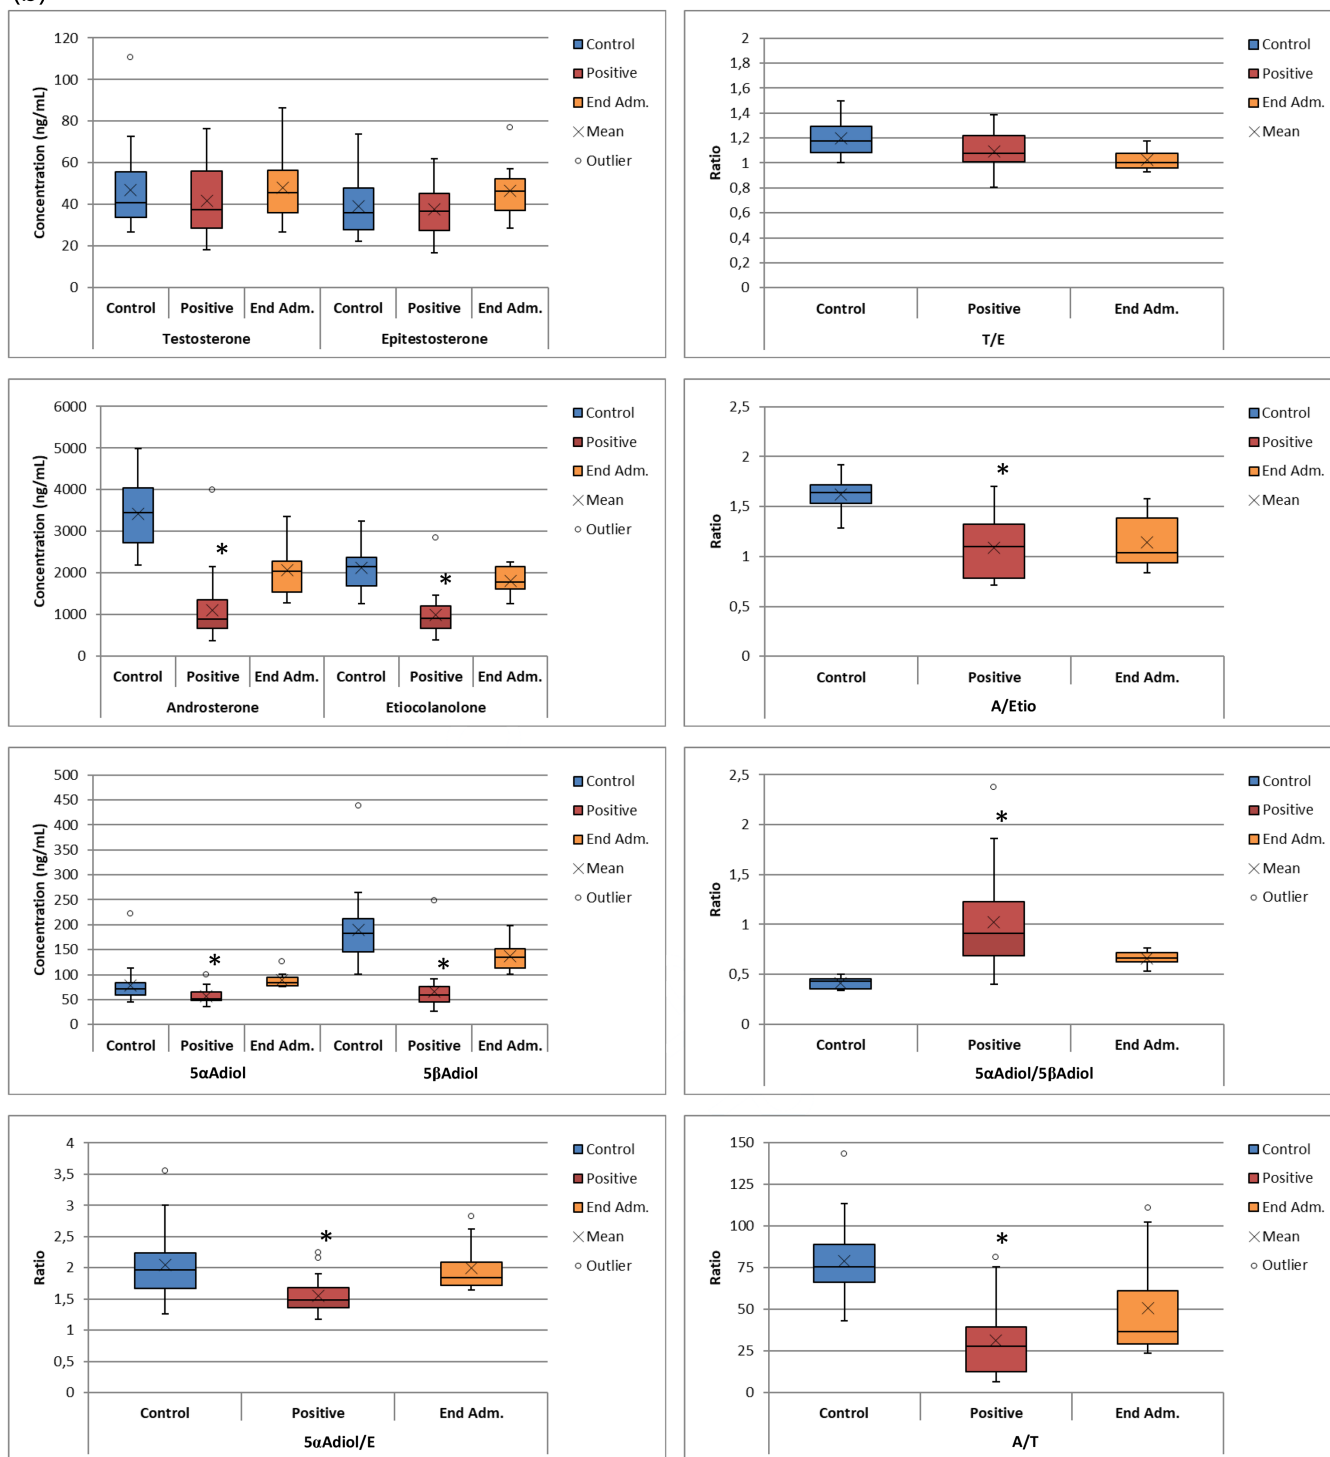 120
100
80
60
40
20
0
Concentration (ng/mL)
Control Positive End Adm. Control Positive End Adm.
Testosterone Epitestosterone
Control
Positive
End Adm.
Mean
Outlier
2
1,8
1,6
1,4
1,2
1
0,8
0,6
0,4
0,2
0
Ratio
Control Positive End Adm.
T/E
Control
Positive
End Adm.
Mean
6000
5000
4000
3000
2000
1000
0
Concentration (ng/mL)
* *
Control Positive End Adm. Control Positive End Adm.
Androsterone Etiocolanolone
Control
Positive
End Adm.
Mean
Outlier
2,5
2
1,5
1
0,5
0
Ratio
*
Control Positive End Adm.
A/Etio
Control
Positive
End Adm.
Mean
500
450
400
350
300
250
200
150
100
50
0
Concentration (ng/mL)
* *
Control Positive End Adm. Control Positive End Adm.
5αAdiol 5βAdiol
Control
Positive
End Adm.
Mean
Outlier
2,5
2
1,5
1
0,5
0
Ratio
*
Control Positive End Adm.
5αAdiol/5βAdiol
Control
Positive
End Adm.
Mean
Outlier
4
3,5
3
2,5
2
1,5
1
0,5
0
Ratio
*
Control Positive End Adm.
5αAdiol/E
Control
Positive
End Adm.
Mean
Outlier
150
125
100
75
50
25
0
Ratio
*
Control Positive End Adm.
A/T
Control
Positive
End Adm.
Mean
Outlier